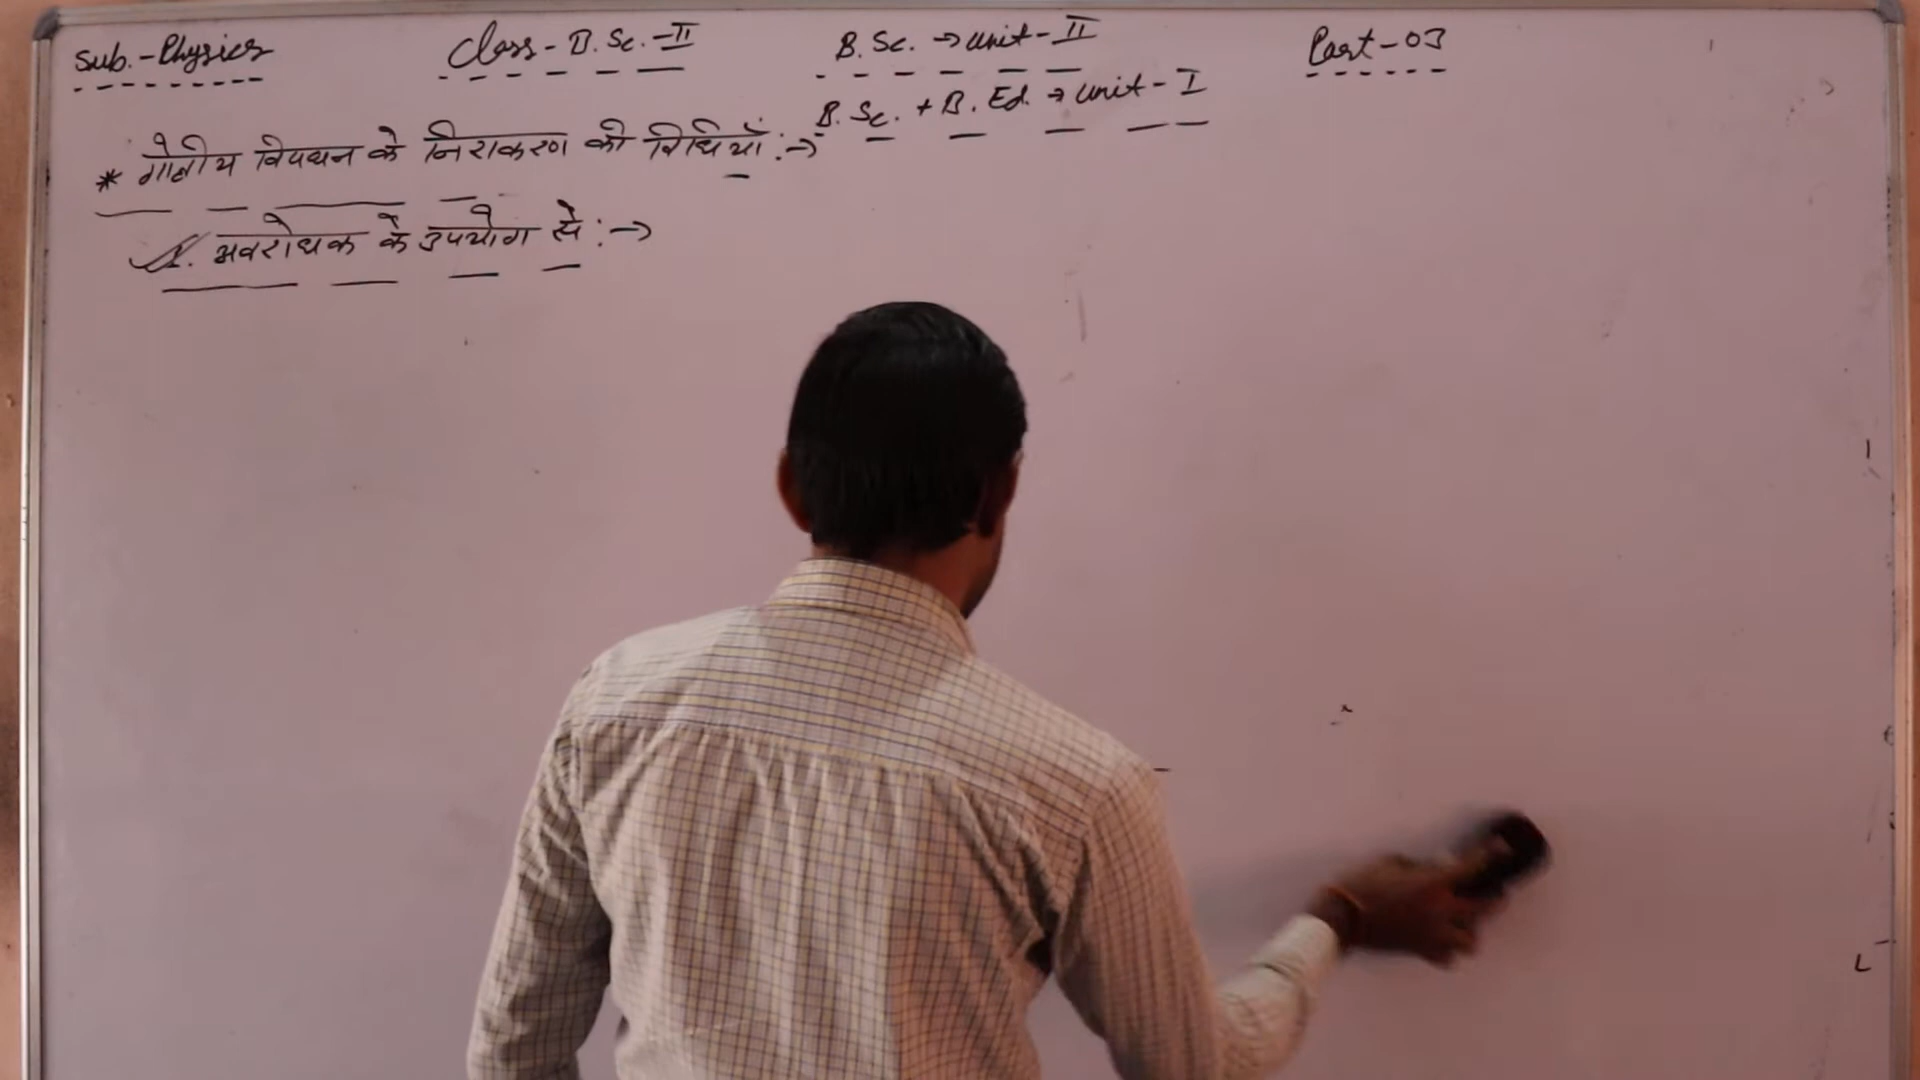 Sub.-Physics Class-B.Sc.-II B.Sc. → unit-II Part-03
B.Sc.+B.Ed. → unit-I
* गोलीय विपथन के निराकरण की विधियाँ :→
1. अवरोधक के उपयोग से :→